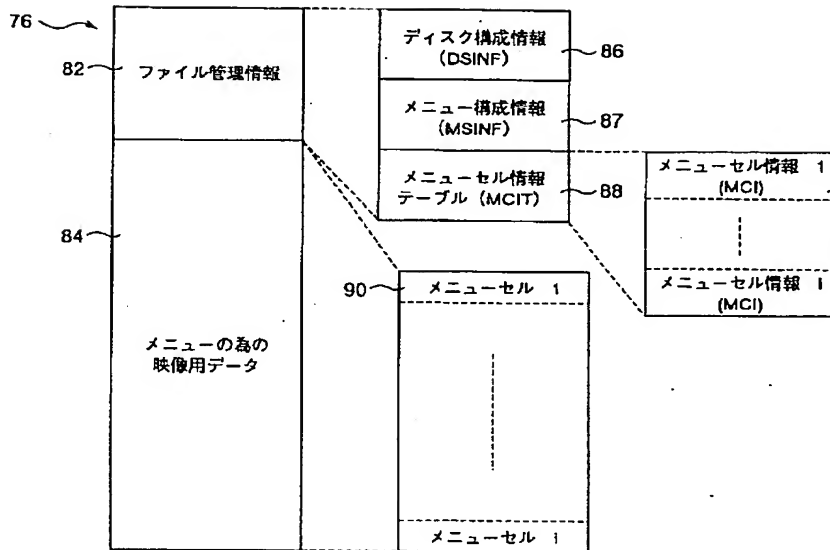 76
82
ファイル管理情報
84
メニューの為の
映像用データ
ディスク構成情報
(DSINF)
86
メニュー構成情報
(MSINF)
87
メニューセル情報
テーブル (MCIT)
88
メニューセル情報 1
(MCI)
メニューセル情報 i
(MCI)
90
メニューセル 1
メニューセル i